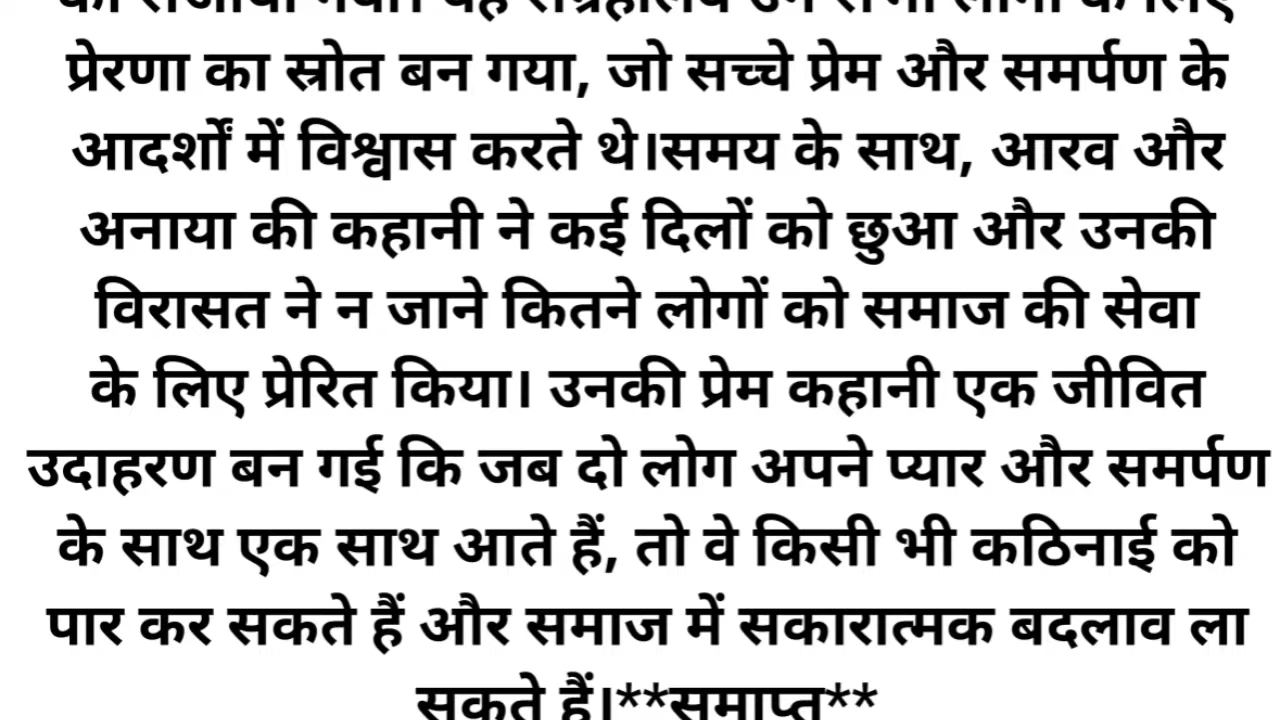 प्रेरणा का स्रोत बन गया, जो सच्चे प्रेम और समर्पण के
आदर्शों में विश्वास करते थे।समय के साथ, आरव और
अनाया की कहानी ने कई दिलों को छुआ और उनकी
विरासत ने न जाने कितने लोगों को समाज की सेवा
के लिए प्रेरित किया। उनकी प्रेम कहानी एक जीवित
उदाहरण बन गई कि जब दो लोग अपने प्यार और समर्पण
के साथ एक साथ आते हैं, तो वे किसी भी कठिनाई को
पार कर सकते हैं और समाज में सकारात्मक बदलाव ला
सकते हैं।**समाप्त**